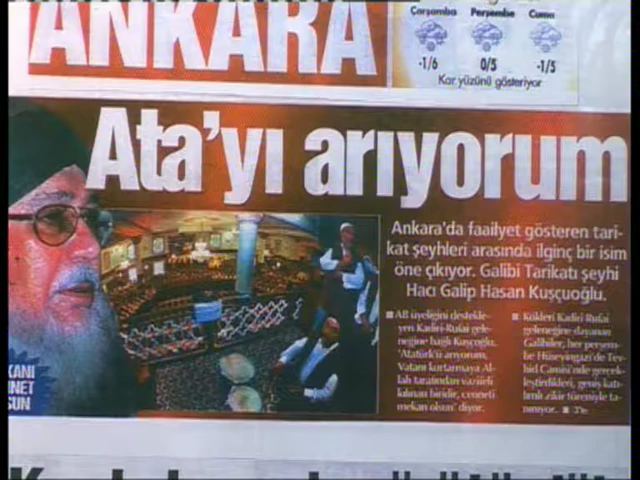 ANKARA
Çarşamba Perşembe Cuma
-1/6 0/5 -1/5
Kar yüzünü gösteriyor
Ata'yı arıyorum
Ankara'da faaliyet gösteren tari-
kat şeyhleri arasında ilginç bir isim
öne çıkıyor. Galibi Tarikatı şeyhi
Hacı Galip Hasan Kuşçuoğlu.
■ AB üyeliğini destekle-
yen Kadiri-Rufai gele-
neğine bağlı Kuşçuoğlu,
'Atatürk'ü arıyorum,
Vatanı kurtarmaya Al-
lah tarafından vazifeli
kılınan biridir, cenneti
mekan olsun' diyor.
■ Kökleri Kadiri Rufai
geleneğine dayanan
Galibiler, her perşem-
be Hüseyingazi'de Tev-
hid Camisi'nde gerçek-
leştirdikleri, geniş katı-
lımlı zikir töreniyle ta-
nınıyor. ■
KANI
NET
SUN